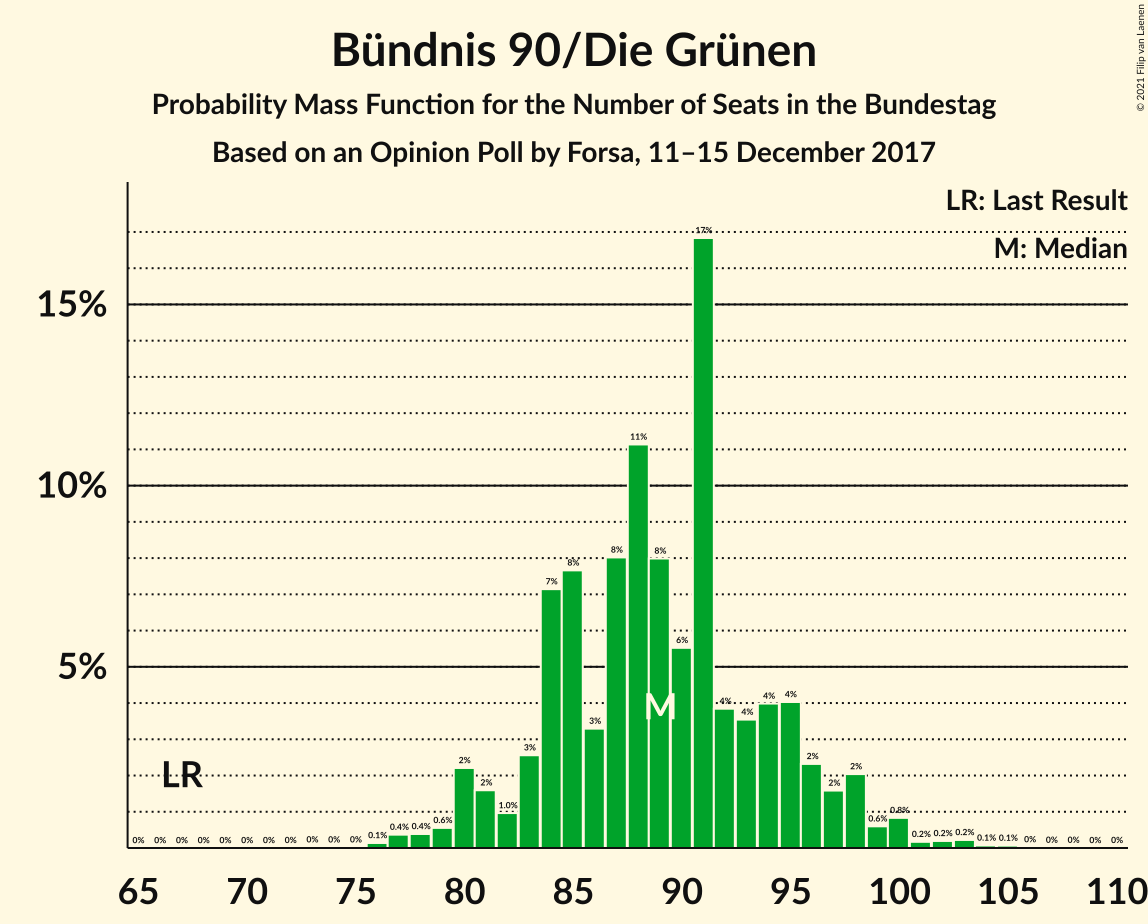 Bündnis 90/Die Grünen
Probability Mass Function for the Number of Seats in the Bundestag
Based on an Opinion Poll by Forsa, 11–15 December 2017
© 2021 Filip van Laenen
LR: Last Result
M: Median
15%
10%
5%
LR
M
0% 0% 0% 0% 0% 0% 0% 0% 0% 0% 0% 0.1% 0.4% 0.4% 0.6% 2% 2% 1.0% 3% 7% 8% 3% 8% 11% 8% 6% 17% 4% 4% 4% 4% 2% 2% 2% 0.6% 0.8% 0.2% 0.2% 0.2% 0.1% 0.1% 0% 0% 0% 0% 0%
65 70 75 80 85 90 95 100 105 110